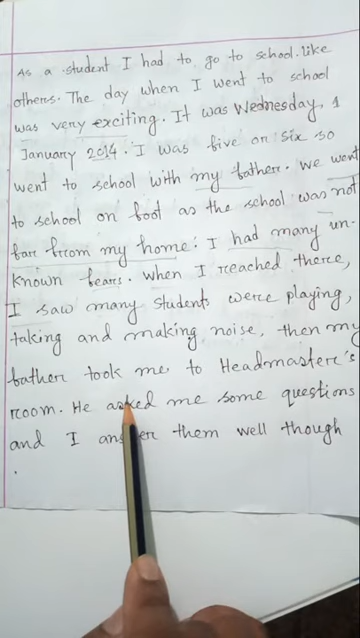 As a student I had to go to school. like
others. The day when I went to school
was very exciting. It was Wednesday, 1
January 2014. I was five or six so
went to school with my father. We went
to school on foot as the school was not
far from my home. I had many un-
known fears. When I reached there,
I saw many students were playing,
taking and making noise, then my
father took me to Headmaster's
room. He asked me some questions
and I answer them well though